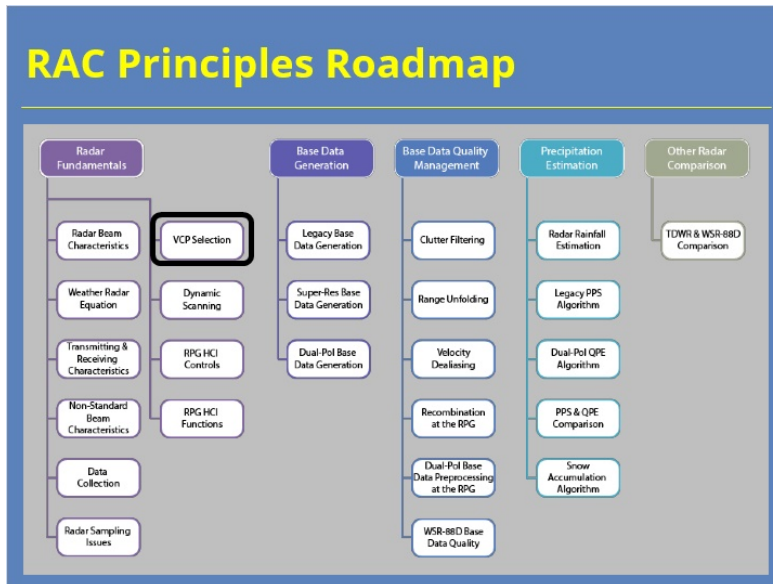 RAC Principles Roadmap
Radar
Fundamentals
Radar Beam
Characteristics
Weather Radar
Equation
Transmitting &
Receiving
Characteristics
Non-Standard
Beam
Characteristics
Data
Collection
Radar Sampling
Issues
VCP Selection
Dynamic
Scanning
RPG HCI
Controls
RPG HCI
Functions
Base Data
Generation
Legacy Base
Data Generation
Super-Res Base
Data Generation
Dual-Pol Base
Data Generation
Base Data Quality
Management
Clutter Filtering
Range Unfolding
Velocity
Dealiasing
Recombination
at the RPG
Dual-Pol Base
Data Preprocessing
at the RPG
WSR-88D Base
Data Quality
Precipitation
Estimation
Radar Rainfall
Estimation
Legacy PPS
Algorithm
Dual-Pol QPE
Algorithm
PPS & QPE
Comparison
Snow
Accumulation
Algorithm
Other Radar
Comparison
TDWR & WSR-88D
Comparison